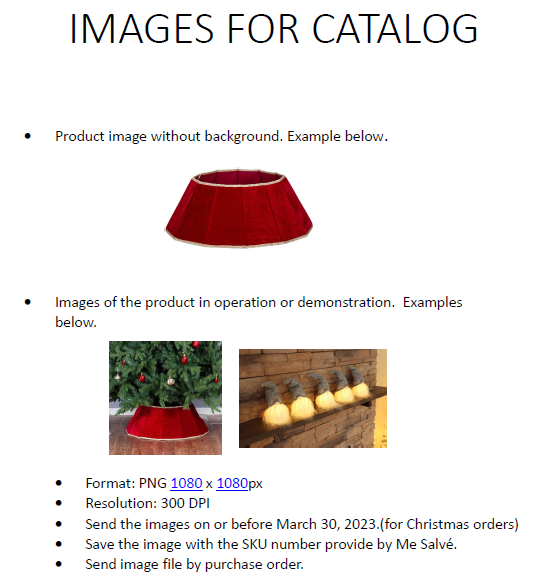 IMAGES FOR CATALOG
• Product image without background. Example below.
• Images of the product in operation or demonstration.  Examples
below.
• Format: PNG 1080 x 1080px
• Resolution: 300 DPI
• Send the images on or before March 30, 2023.(for Christmas orders)
• Save the image with the SKU number provide by Me Salvé.
• Send image file by purchase order.